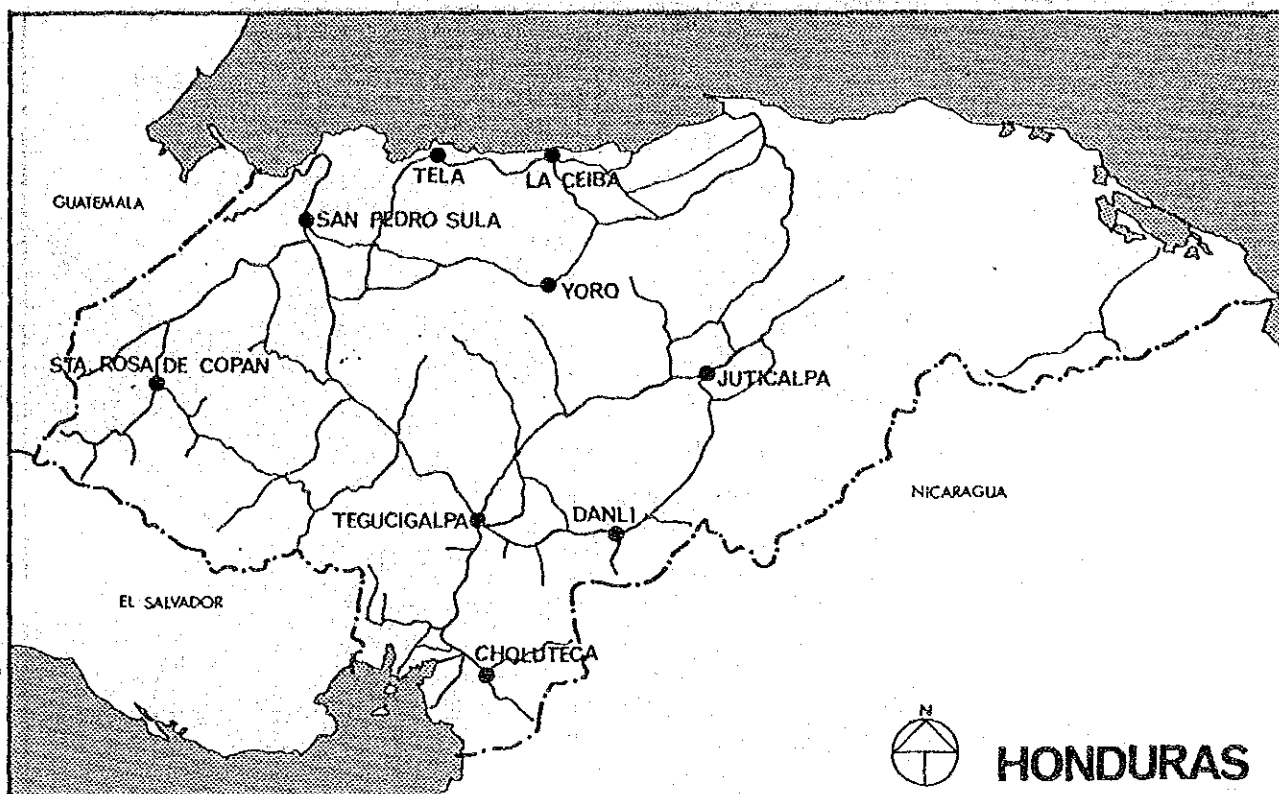 TELA
LA CEIBA
GUATEMALA
SAN PEDRO SULA
YORO
STA. ROSA DE COPAN
JUTICALPA
NICARAGUA
TEGUCIGALPA
DANLI
EL SALVADOR
CHOLUTECA
N
HONDURAS